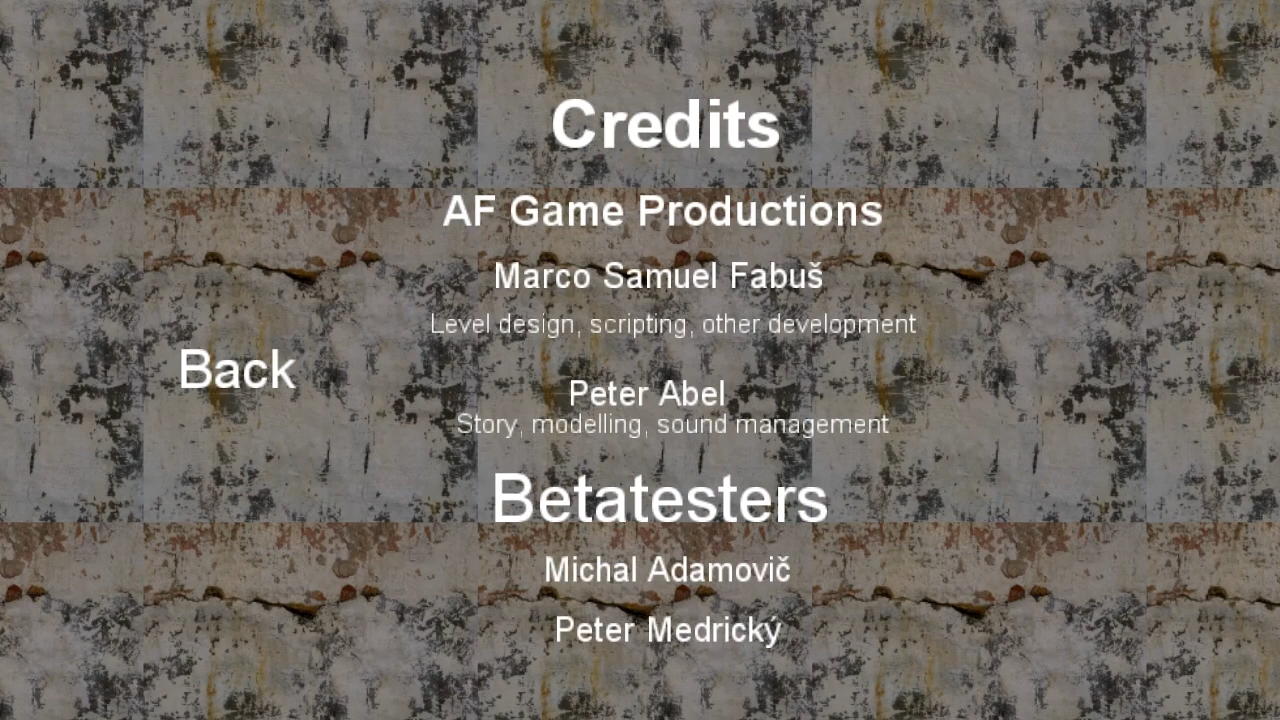 Credits
AF Game Productions
Marco Samuel Fabuš
Level design, scripting, other development
Back
Peter Abel
Story, modelling, sound management
Betatesters
Michal Adamovič
Peter Medrický